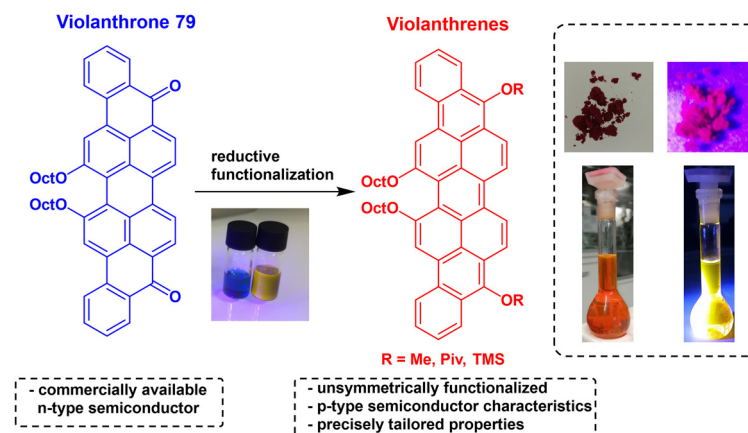 Violanthrone 79
Violanthrenes
O
OR
OctO
OctO
O
reductive
functionalization
OctO
OctO
OR
R = Me, Piv, TMS
- commercially available
n-type semiconductor
- unsymmetrically functionalized
- p-type semiconductor characteristics
- precisely tailored properties